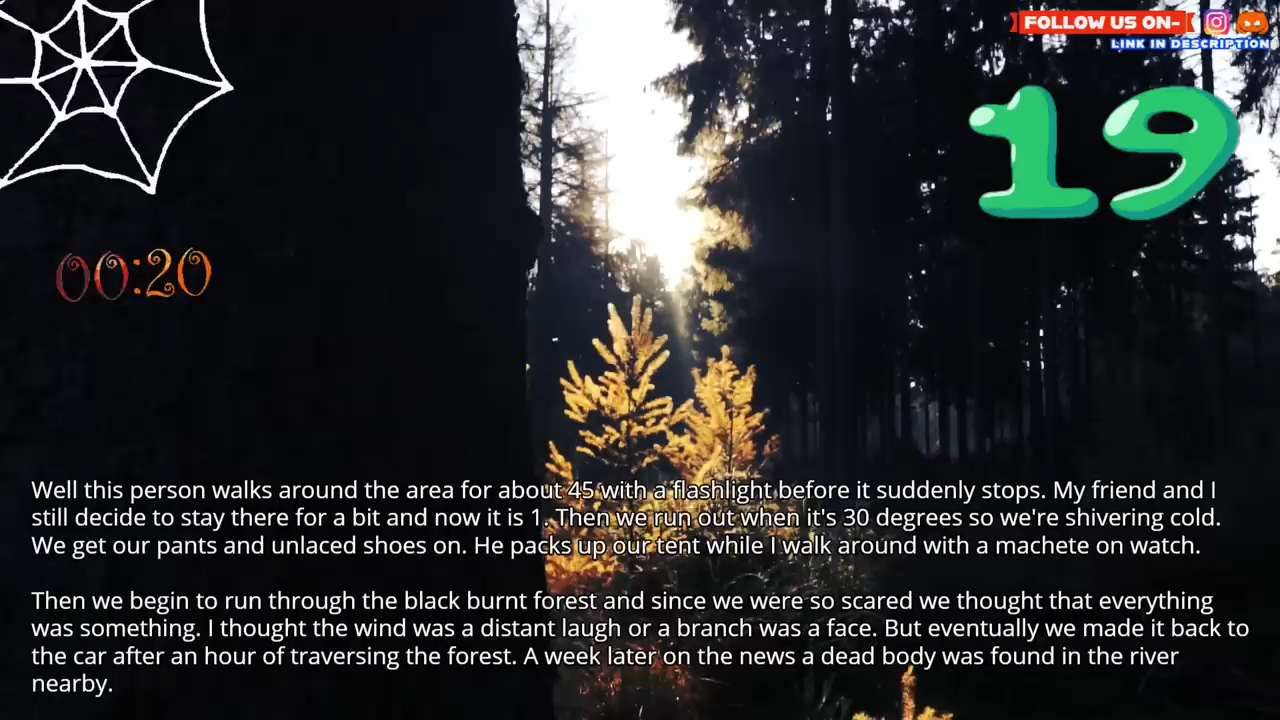 FOLLOW US ON-
LINK IN DESCRIPTION
19
00:20
Well this person walks around the area for about 45 with a flashlight before it suddenly stops. My friend and I
still decide to stay there for a bit and now it is 1. Then we run out when it's 30 degrees so we're shivering cold.
We get our pants and unlaced shoes on. He packs up our tent while I walk around with a machete on watch.
Then we begin to run through the black burnt forest and since we were so scared we thought that everything
was something. I thought the wind was a distant laugh or a branch was a face. But eventually we made it back to
the car after an hour of traversing the forest. A week later on the news a dead body was found in the river
nearby.